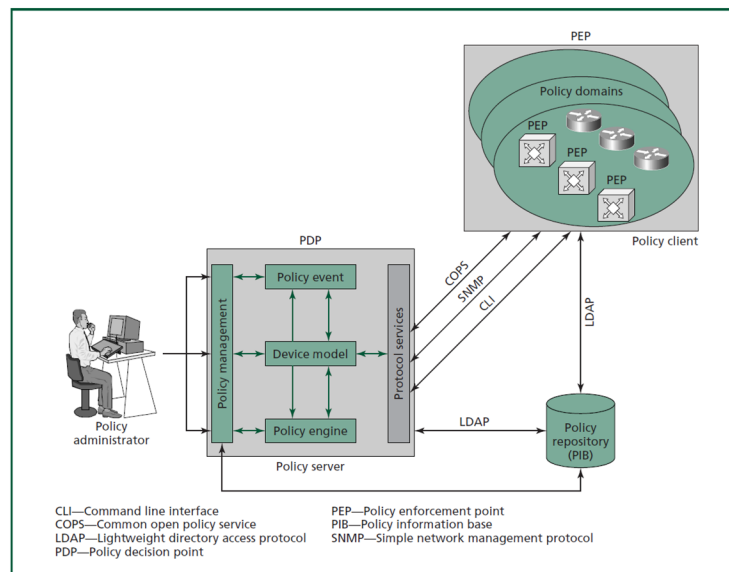 PEP
Policy domains
PEP
PEP
PEP
Policy client
PDP
Policy event
Policy management
Device model
Protocol services
Policy engine
Policy server
COPS
SNMP
CLI
LDAP
LDAP
Policy
administrator
Policy
repository
(PIB)
CLI—Command line interface
COPS—Common open policy service
LDAP—Lightweight directory access protocol
PDP—Policy decision point
PEP—Policy enforcement point
PIB—Policy information base
SNMP—Simple network management protocol